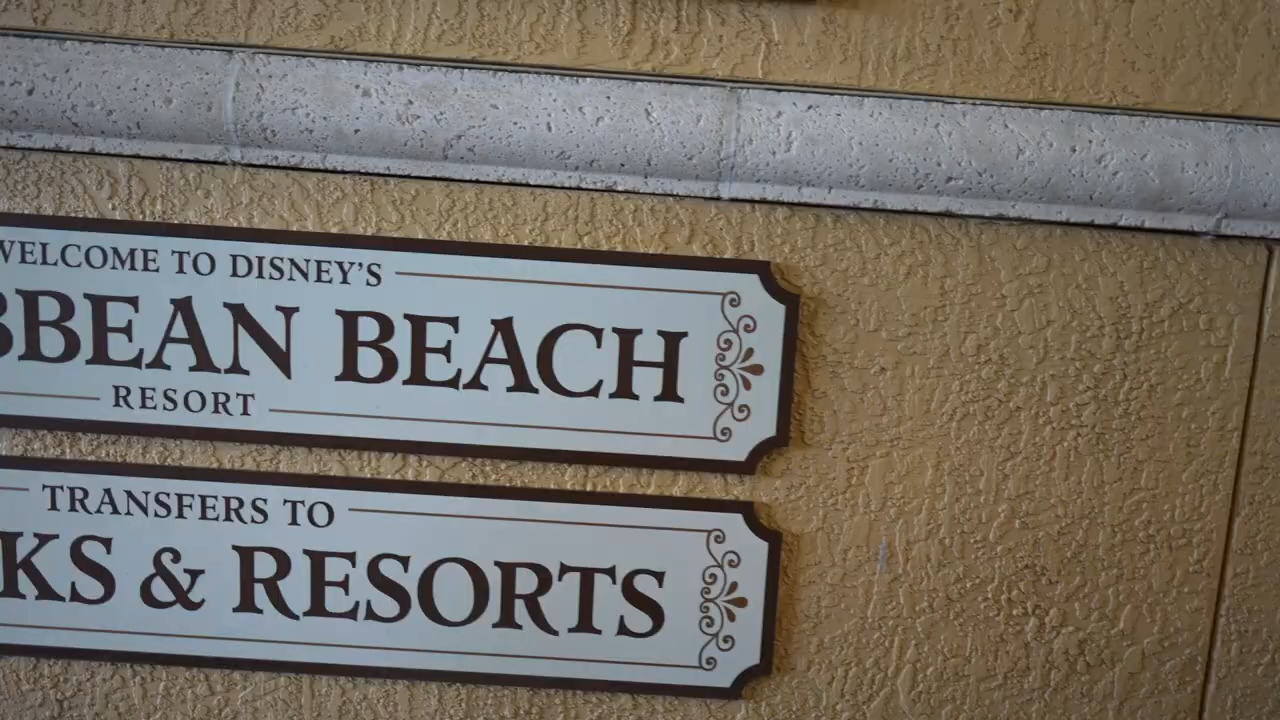 WELCOME TO DISNEY'S
BBEAN BEACH
RESORT
TRANSFERS TO
KS & RESORTS